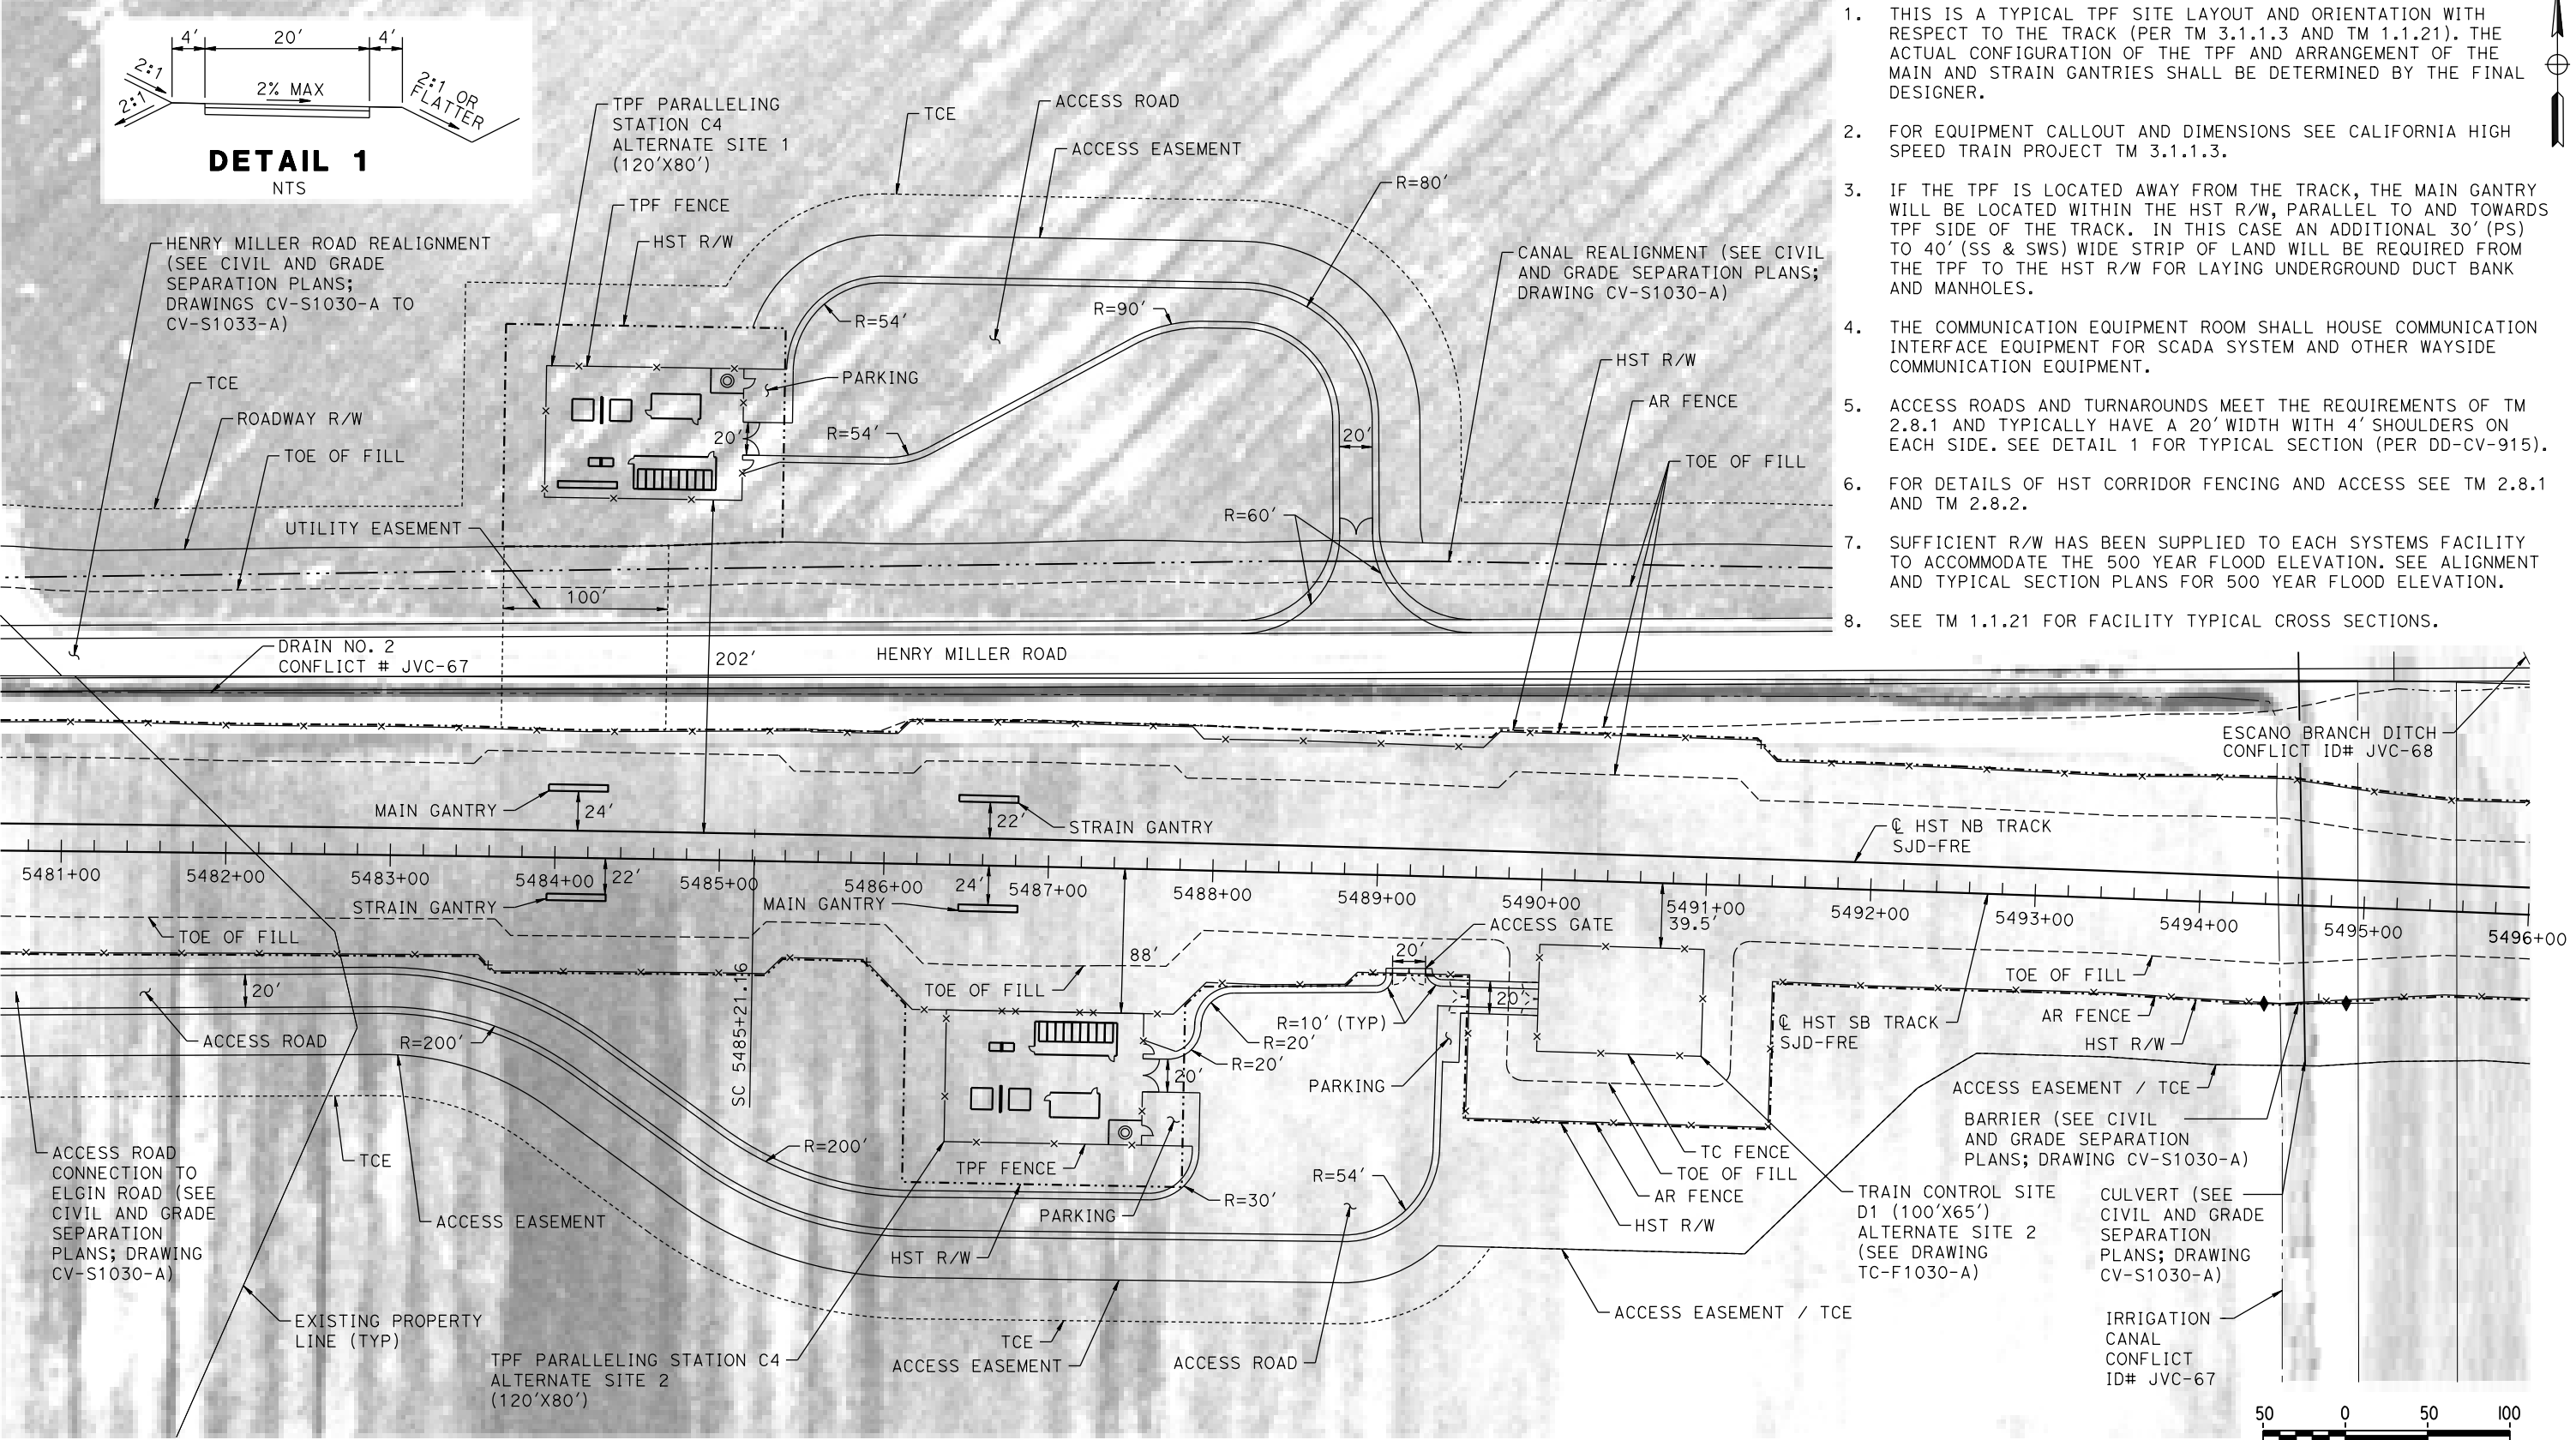 4'
20'
4'
2:1
2:1
2% MAX
2:1 OR
FLATTER
DETAIL 1
NTS
TPF PARALLELING
STATION C4
ALTERNATE SITE 1
(120'X80')
TPF FENCE
HST R/W
TCE
ACCESS ROAD
ACCESS EASEMENT
R=80'
HENRY MILLER ROAD REALIGNMENT
(SEE CIVIL AND GRADE
SEPARATION PLANS;
DRAWINGS CV-S1030-A TO
CV-S1033-A)
CANAL REALIGNMENT (SEE CIVIL
AND GRADE SEPARATION PLANS;
DRAWING CV-S1030-A)
R=54'
R=90'
HST R/W
TCE
PARKING
AR FENCE
ROADWAY R/W
20'
R=54'
20'
TOE OF FILL
TOE OF FILL
UTILITY EASEMENT
R=60'
100'
DRAIN NO. 2
CONFLICT # JVC-67
202'
HENRY MILLER ROAD
1. THIS IS A TYPICAL TPF SITE LAYOUT AND ORIENTATION WITH
RESPECT TO THE TRACK (PER TM 3.1.1.3 AND TM 1.1.21). THE
ACTUAL CONFIGURATION OF THE TPF AND ARRANGEMENT OF THE
MAIN AND STRAIN GANTRIES SHALL BE DETERMINED BY THE FINAL
DESIGNER.
2. FOR EQUIPMENT CALLOUT AND DIMENSIONS SEE CALIFORNIA HIGH
SPEED TRAIN PROJECT TM 3.1.1.3.
3. IF THE TPF IS LOCATED AWAY FROM THE TRACK, THE MAIN GANTRY
WILL BE LOCATED WITHIN THE HST R/W, PARALLEL TO AND TOWARDS
TPF SIDE OF THE TRACK. IN THIS CASE AN ADDITIONAL 30' (PS)
TO 40' (SS & SWS) WIDE STRIP OF LAND WILL BE REQUIRED FROM
THE TPF TO THE HST R/W FOR LAYING UNDERGROUND DUCT BANK
AND MANHOLES.
4. THE COMMUNICATION EQUIPMENT ROOM SHALL HOUSE COMMUNICATION
INTERFACE EQUIPMENT FOR SCADA SYSTEM AND OTHER WAYSIDE
COMMUNICATION EQUIPMENT.
5. ACCESS ROADS AND TURNAROUNDS MEET THE REQUIREMENTS OF TM
2.8.1 AND TYPICALLY HAVE A 20' WIDTH WITH 4' SHOULDERS ON
EACH SIDE. SEE DETAIL 1 FOR TYPICAL SECTION (PER DD-CV-915).
6. FOR DETAILS OF HST CORRIDOR FENCING AND ACCESS SEE TM 2.8.1
AND TM 2.8.2.
7. SUFFICIENT R/W HAS BEEN SUPPLIED TO EACH SYSTEMS FACILITY
TO ACCOMMODATE THE 500 YEAR FLOOD ELEVATION. SEE ALIGNMENT
AND TYPICAL SECTION PLANS FOR 500 YEAR FLOOD ELEVATION.
8. SEE TM 1.1.21 FOR FACILITY TYPICAL CROSS SECTIONS.
ESCANO BRANCH DITCH
CONFLICT ID# JVC-68
MAIN GANTRY
24'
22'
STRAIN GANTRY
℄ HST NB TRACK
SJD-FRE
5481+00
5482+00
5483+00
5484+00
22'
5485+00
5486+00
24'
5487+00
5488+00
5489+00
5490+00
5491+00
39.5'
5492+00
5493+00
5494+00
5495+00
5496+00
STRAIN GANTRY
MAIN GANTRY
TOE OF FILL
88'
20'
ACCESS GATE
TOE OF FILL
20'
SC 5485+21.16
TOE OF FILL
20'
ACCESS ROAD
R=200'
R=10' (TYP)
R=20'
R=20'
20'
PARKING
℄ HST SB TRACK
SJD-FRE
AR FENCE
HST R/W
ACCESS EASEMENT / TCE
BARRIER (SEE CIVIL
AND GRADE SEPARATION
PLANS; DRAWING CV-S1030-A)
ACCESS ROAD
CONNECTION TO
ELGIN ROAD (SEE
CIVIL AND GRADE
SEPARATION
PLANS; DRAWING
CV-S1030-A)
TCE
R=200'
TPF FENCE
R=54'
TC FENCE
TOE OF FILL
AR FENCE
HST R/W
R=30'
ACCESS EASEMENT
PARKING
HST R/W
TRAIN CONTROL SITE
D1 (100'X65')
ALTERNATE SITE 2
(SEE DRAWING
TC-F1030-A)
CULVERT (SEE
CIVIL AND GRADE
SEPARATION
PLANS; DRAWING
CV-S1030-A)
EXISTING PROPERTY
LINE (TYP)
ACCESS EASEMENT / TCE
IRRIGATION
CANAL
CONFLICT
ID# JVC-67
TCE
TPF PARALLELING STATION C4
ALTERNATE SITE 2
(120'X80')
ACCESS EASEMENT
ACCESS ROAD
50 0 50 100